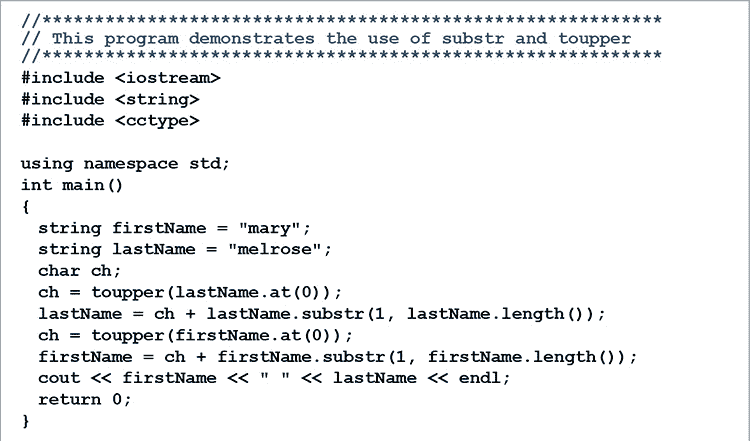 //***********************************************************
// This program demonstrates the use of substr and toupper
//***********************************************************
#include <iostream>
#include <string>
#include <cctype>
using namespace std;
int main()
{
string firstName = "mary";
string lastName = "melrose";
char ch;
ch = toupper(lastName.at(0));
lastName = ch + lastName.substr(1, lastName.length());
ch = toupper(firstName.at(0));
firstName = ch + firstName.substr(1, firstName.length());
cout << firstName << " " << lastName << endl;
return 0;
}